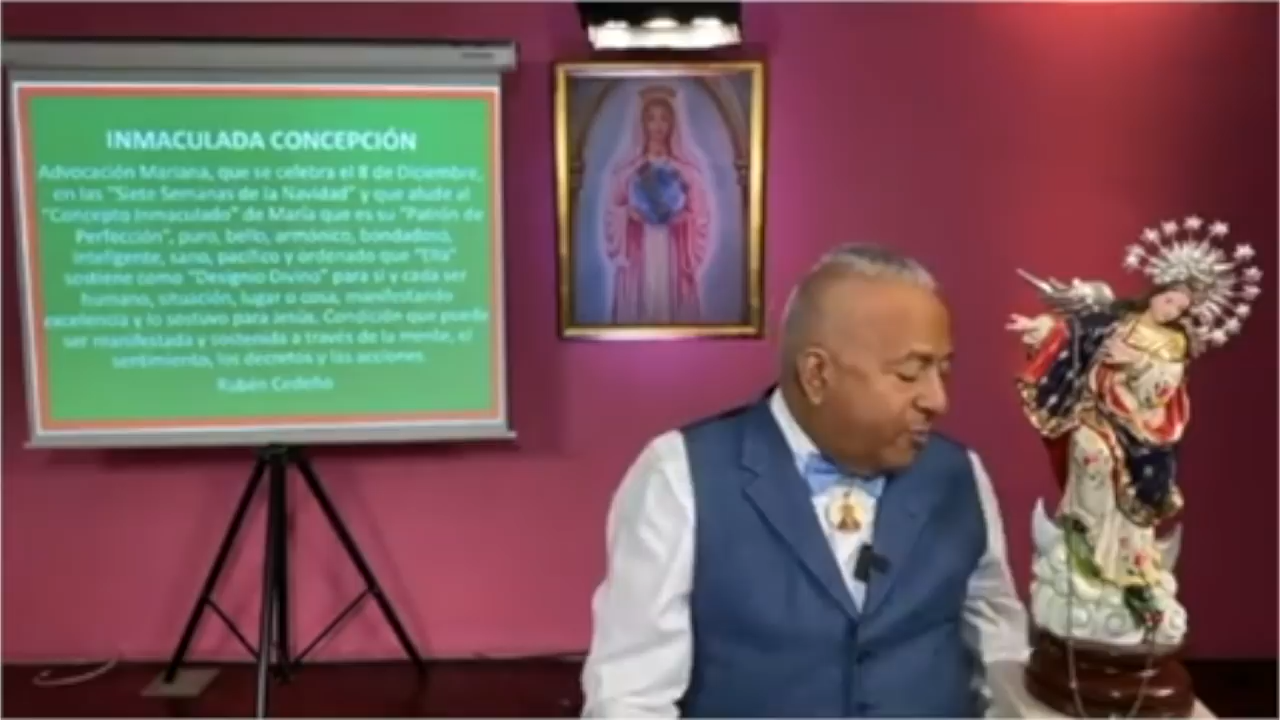 INMACULADA CONCEPCIÓN
Advocación Mariana, que se celebra el 8 de Diciembre,
en las "Siete Semanas de la Navidad" y que alude al
"Concepto Inmaculado" de María que es su "Patrón de
Perfección", puro, bello, armónico, bondadoso,
inteligente, sano, pacífico y ordenado que "Ella"
sostiene como "Designio Divino" para sí y cada ser
humano, situación, lugar o cosa, manifestando
excelencia y lo sostuvo para Jesús. Condición que puede
ser manifestada y sostenida a través de la mente, el
sentimiento, los decretos y las acciones.
Rubén Cedeño